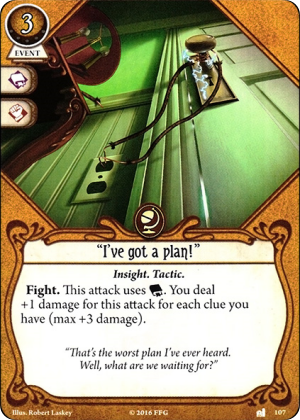 3
EVENT
"I've got a plan!"
Insight. Tactic.
Fight. This attack uses . You deal
+1 damage for this attack for each clue you
have (max +3 damage).
"That's the worst plan I've ever heard.
Well, what are we waiting for?"
Illus. Robert Laskey
© 2016 FFG
107